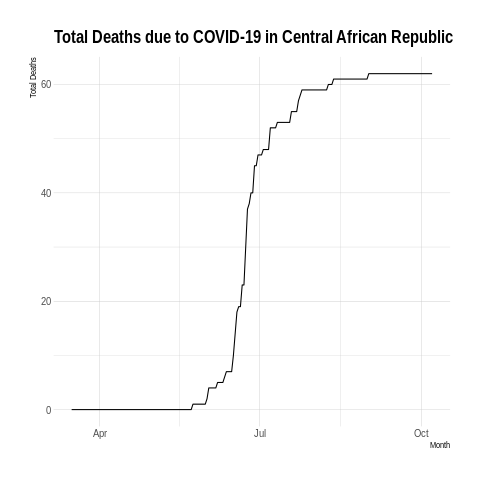 Total Deaths due to COVID-19 in Central African Republic
Total Deaths
60
40
20
0
Apr
Jul
Oct
Month